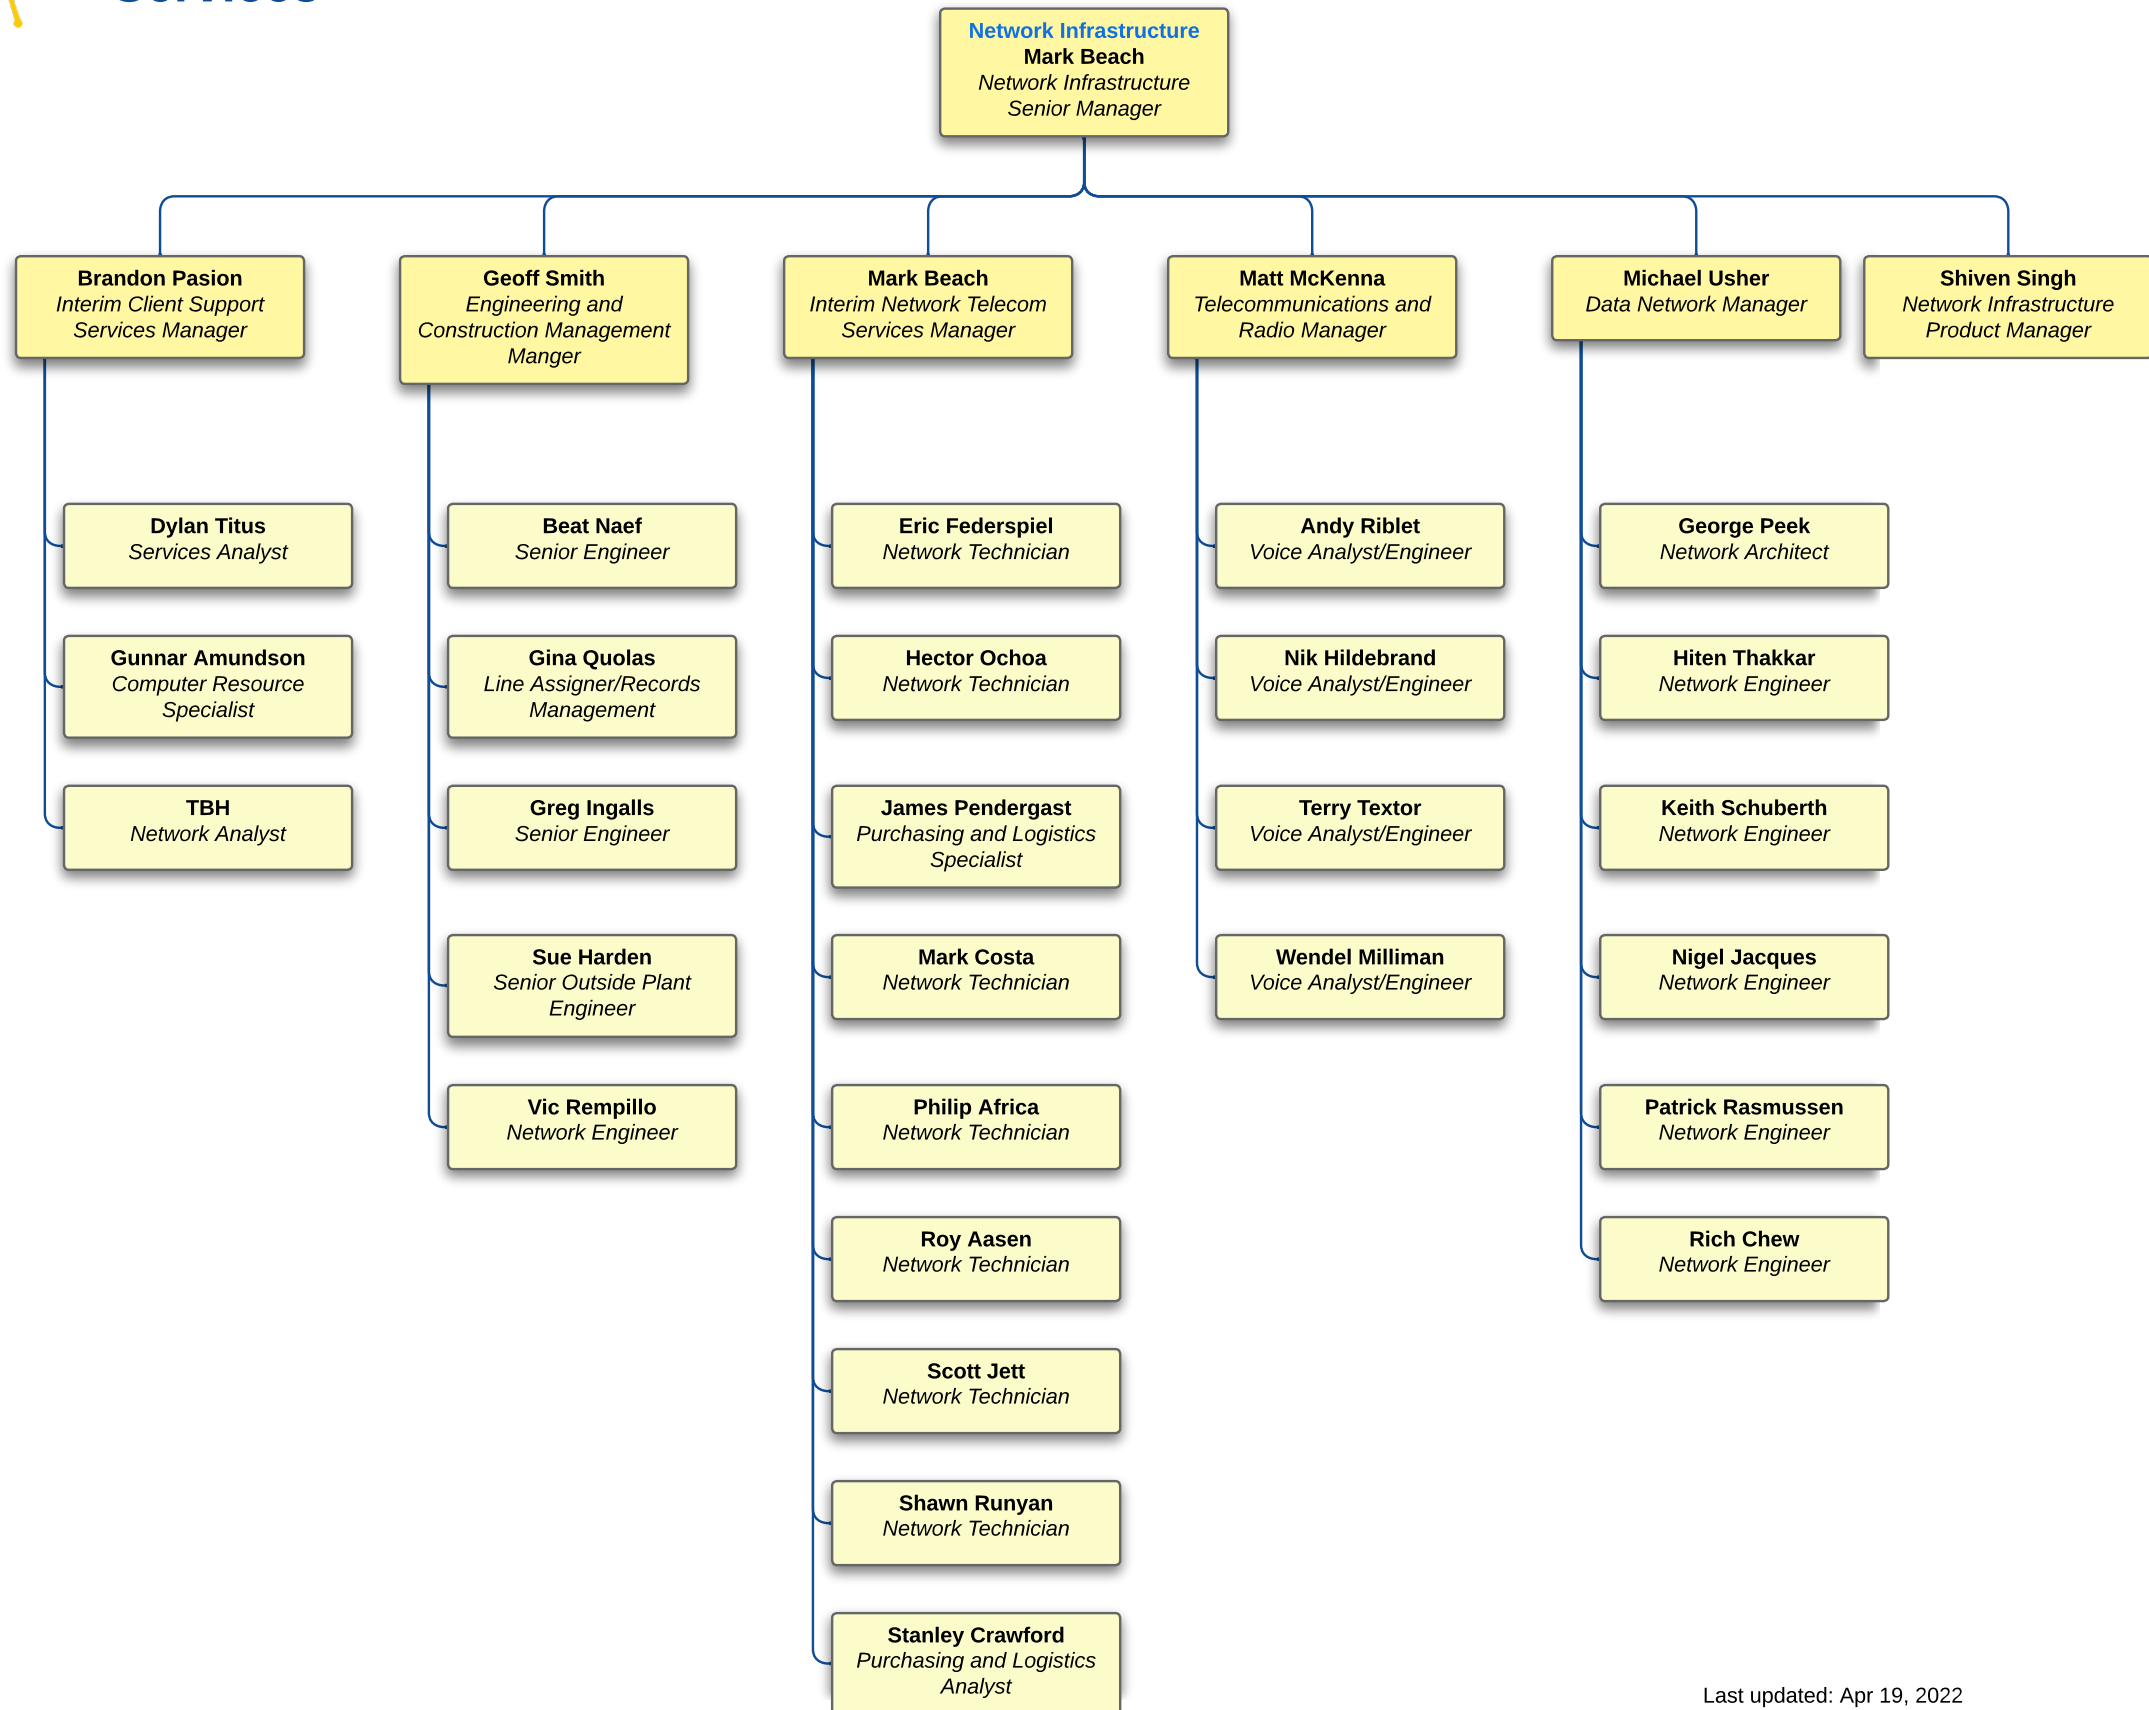 Network Infrastructure
Mark Beach
Network Infrastructure
Senior Manager
Brandon Pasion
Interim Client Support
Services Manager
Geoff Smith
Engineering and
Construction Management
Manger
Mark Beach
Interim Network Telecom
Services Manager
Matt McKenna
Telecommunications and
Radio Manager
Michael Usher
Data Network Manager
Shiven Singh
Network Infrastructure
Product Manager
Dylan Titus
Services Analyst
Gunnar Amundson
Computer Resource
Specialist
TBH
Network Analyst
Beat Naef
Senior Engineer
Gina Quolas
Line Assigner/Records
Management
Greg Ingalls
Senior Engineer
Sue Harden
Senior Outside Plant
Engineer
Vic Rempillo
Network Engineer
Eric Federspiel
Network Technician
Hector Ochoa
Network Technician
James Pendergast
Purchasing and Logistics
Specialist
Mark Costa
Network Technician
Philip Africa
Network Technician
Roy Aasen
Network Technician
Scott Jett
Network Technician
Shawn Runyan
Network Technician
Stanley Crawford
Purchasing and Logistics
Analyst
Andy Riblet
Voice Analyst/Engineer
Nik Hildebrand
Voice Analyst/Engineer
Terry Textor
Voice Analyst/Engineer
Wendel Milliman
Voice Analyst/Engineer
George Peek
Network Architect
Hiten Thakkar
Network Engineer
Keith Schuberth
Network Engineer
Nigel Jacques
Network Engineer
Patrick Rasmussen
Network Engineer
Rich Chew
Network Engineer
Last updated: Apr 19, 2022